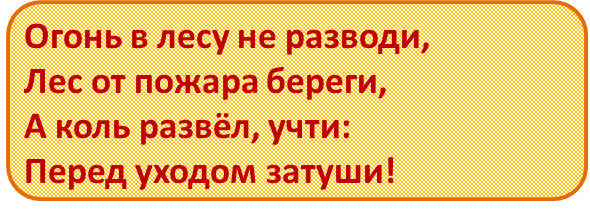 Огонь в лесу не разводи,
Лес от пожара береги,
А коль развёл, учти:
Перед уходом затуши!